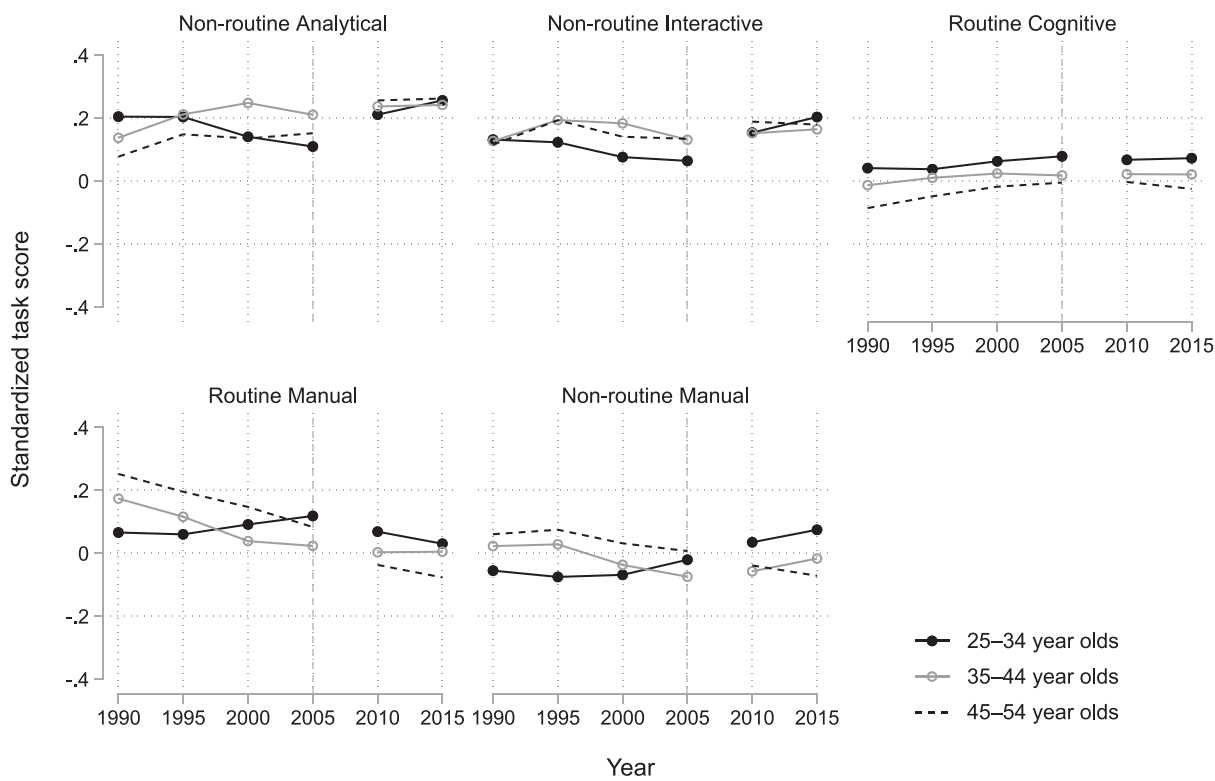 Non-routine Analytical
Non-routine Interactive
Routine Cognitive
.4
.2
0
-.2
-.4
1990 1995 2000 2005 2010 2015
Standardized task score
Routine Manual
Non-routine Manual
.4
.2
0
-.2
-.4
1990 1995 2000 2005 2010 2015
1990 1995 2000 2005 2010 2015
25–34 year olds
35–44 year olds
45–54 year olds
Year